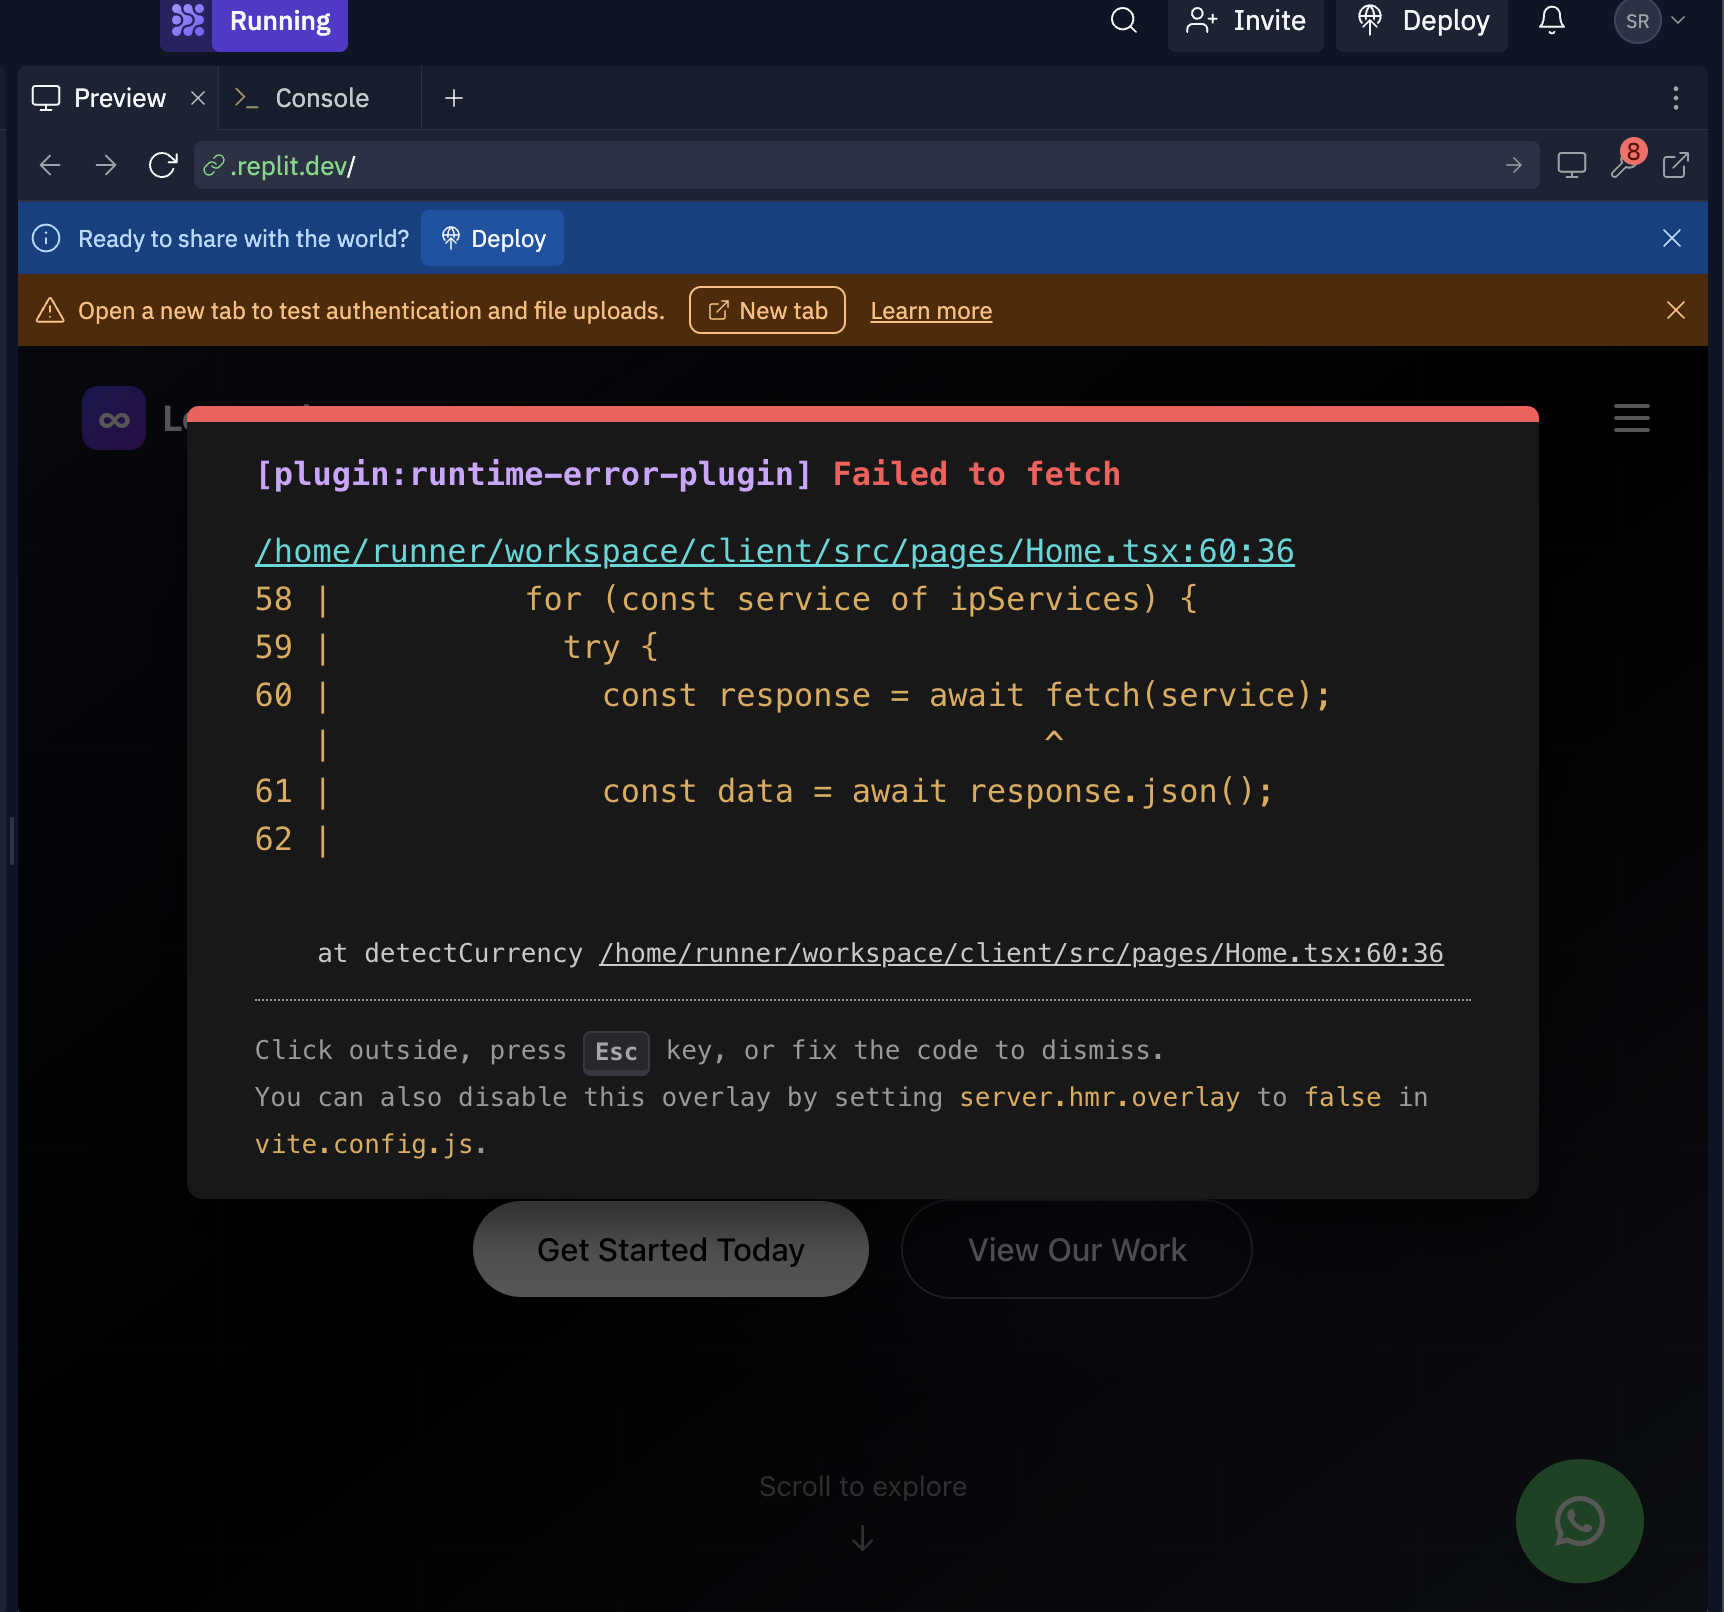 Running
Invite
Deploy
SR
Preview
Console
.replit.dev/
8
Ready to share with the world?
Deploy
Open a new tab to test authentication and file uploads.
New tab
Learn more
[plugin:runtime-error-plugin] Failed to fetch
/home/runner/workspace/client/src/pages/Home.tsx:60:36
58 |          for (const service of ipServices) {
59 |            try {
60 |              const response = await fetch(service);
   |                                     ^
61 |              const data = await response.json();
62 |
at detectCurrency /home/runner/workspace/client/src/pages/Home.tsx:60:36
Click outside, press Esc key, or fix the code to dismiss.
You can also disable this overlay by setting server.hmr.overlay to false in
vite.config.js.
Get Started Today
View Our Work
Scroll to explore